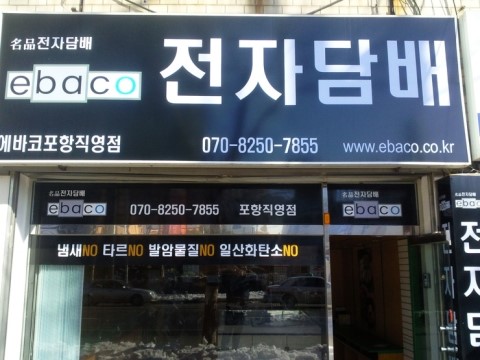 名品전자담배
ebaco
전자담배
에바코포항직영점
070-8250-7855
www.ebaco.co.kr
名品전자담배
ebaco
070-8250-7855
포항직영점
名品전자담배
ebaco
냄새NO 타르NO 발암물질NO 일산화탄소NO
전
자
담